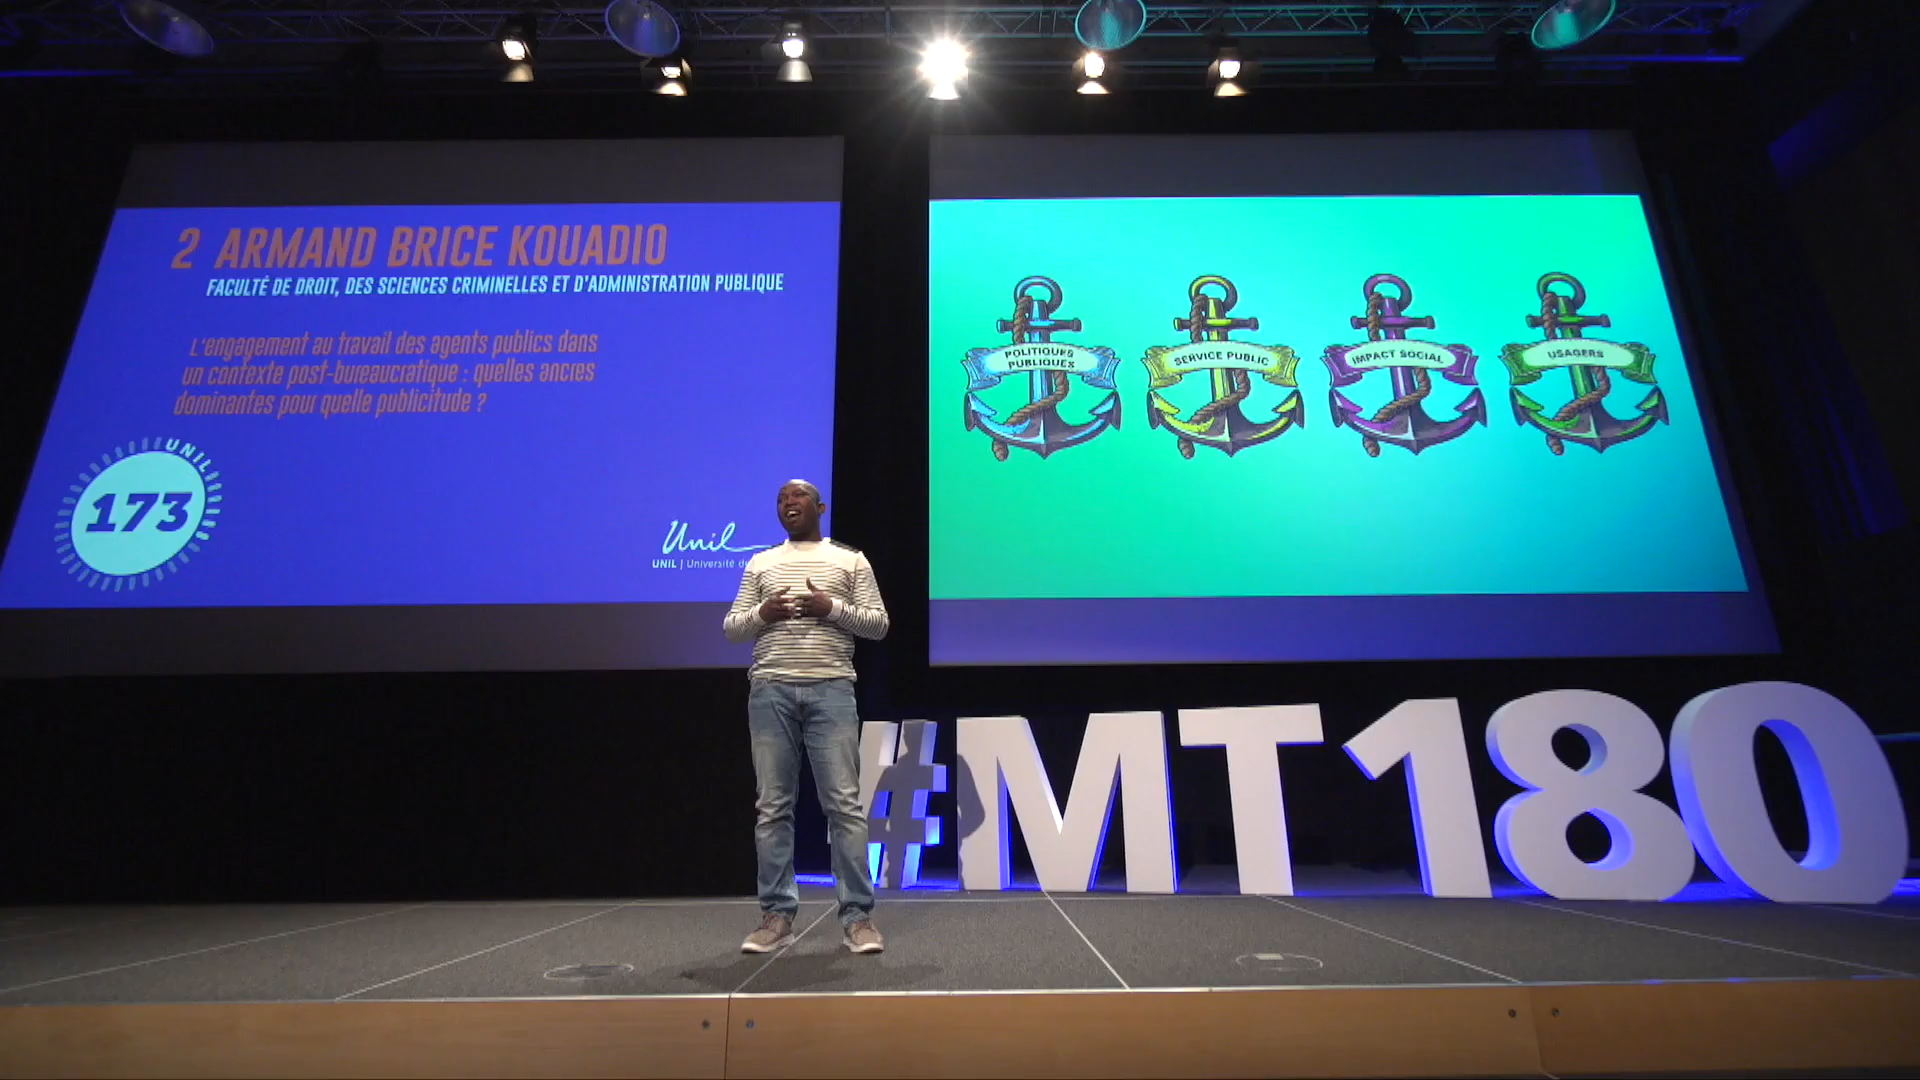 2 ARMAND BRICE KOUADIO
FACULTÉ DE DROIT, DES SCIENCES CRIMINELLES ET D'ADMINISTRATION PUBLIQUE
L'engagement au travail des agents publics dans
un contexte post-bureaucratique : quelles ancres
dominantes pour quelle publicitude ?
UNIL
173
Unil
UNIL | Université
POLITIQUES
PUBLIQUES
SERVICE PUBLIC
IMPACT SOCIAL
USAGERS
#MT180